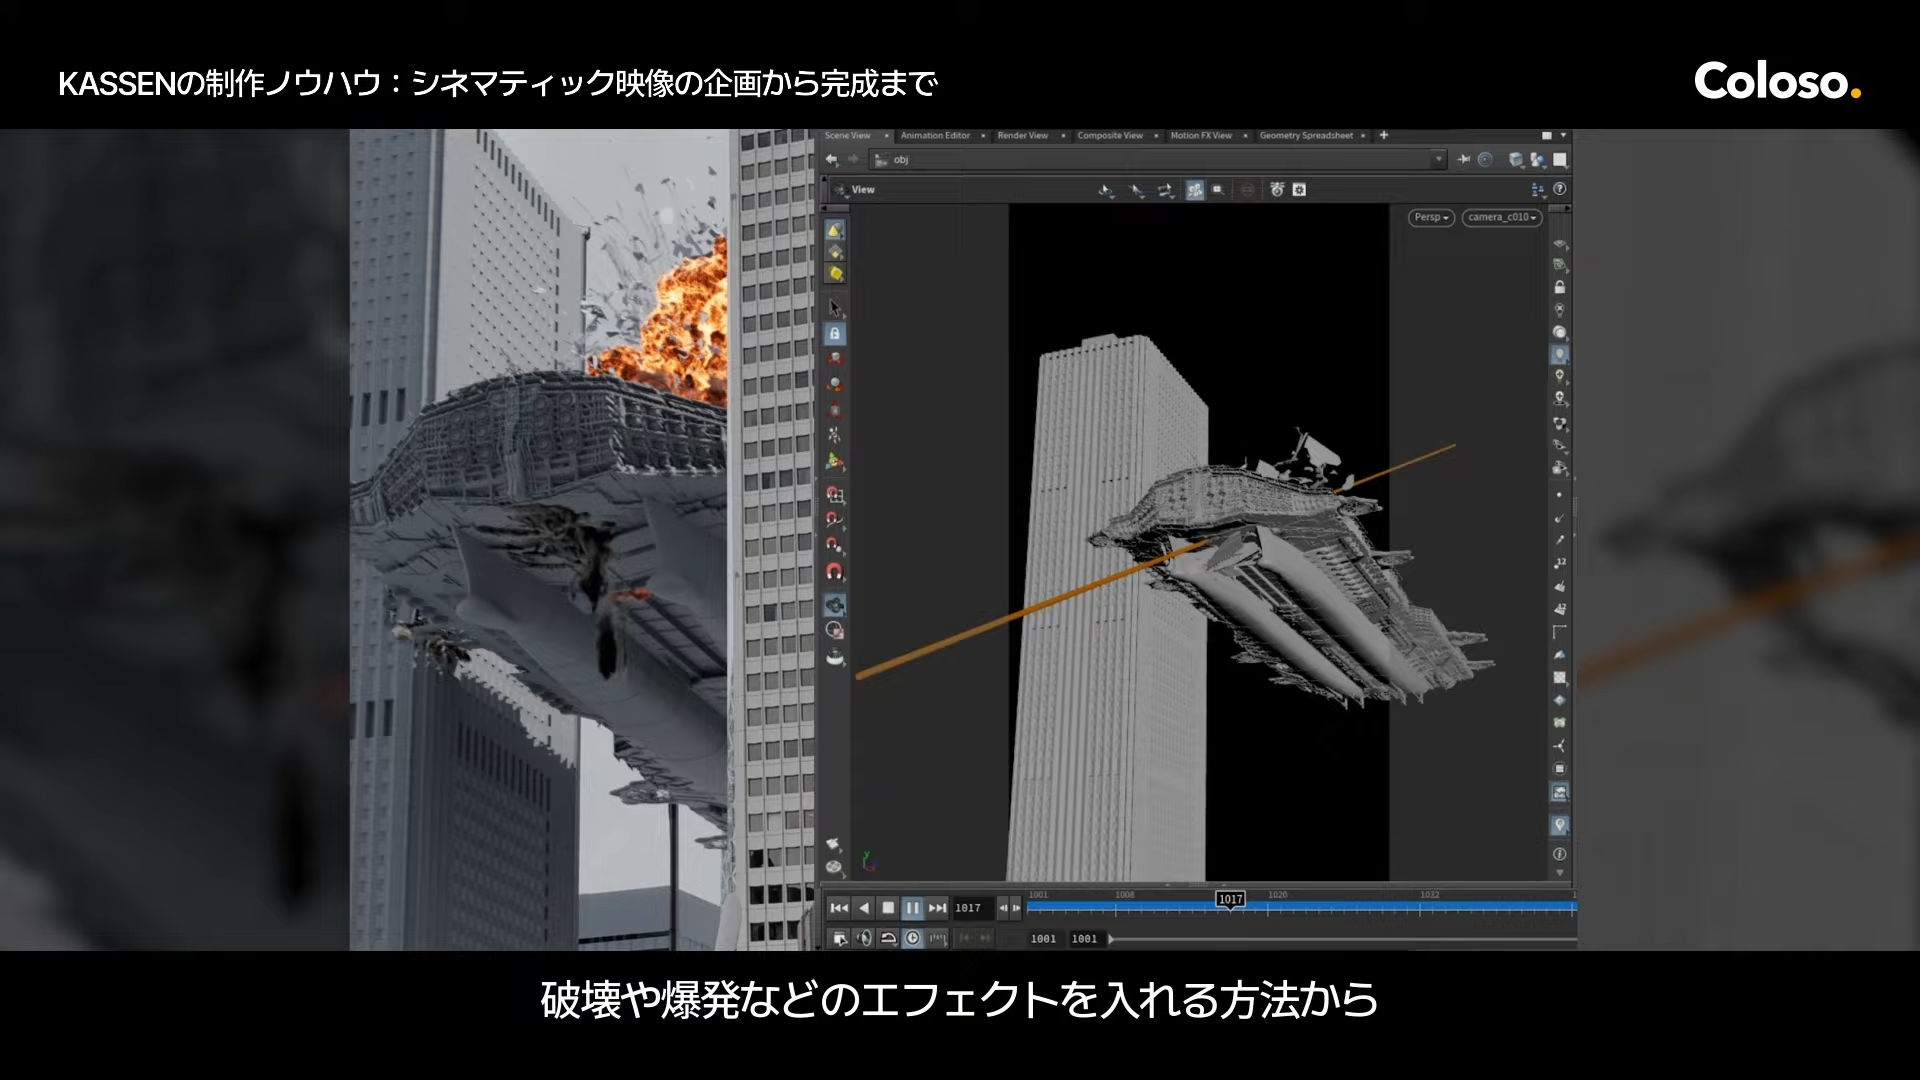 KASSENの制作ノウハウ：シネマティック映像の企画から完成まで
Coloso.
Scene View
Animation Editor
Render View
Composite View
Motion FX View
Geometry Spreadsheet
obj
View
Persp
camera_c010
1017
1001
1008
1017
1020
1032
1001
1001
破壊や爆発などのエフェクトを入れる方法から